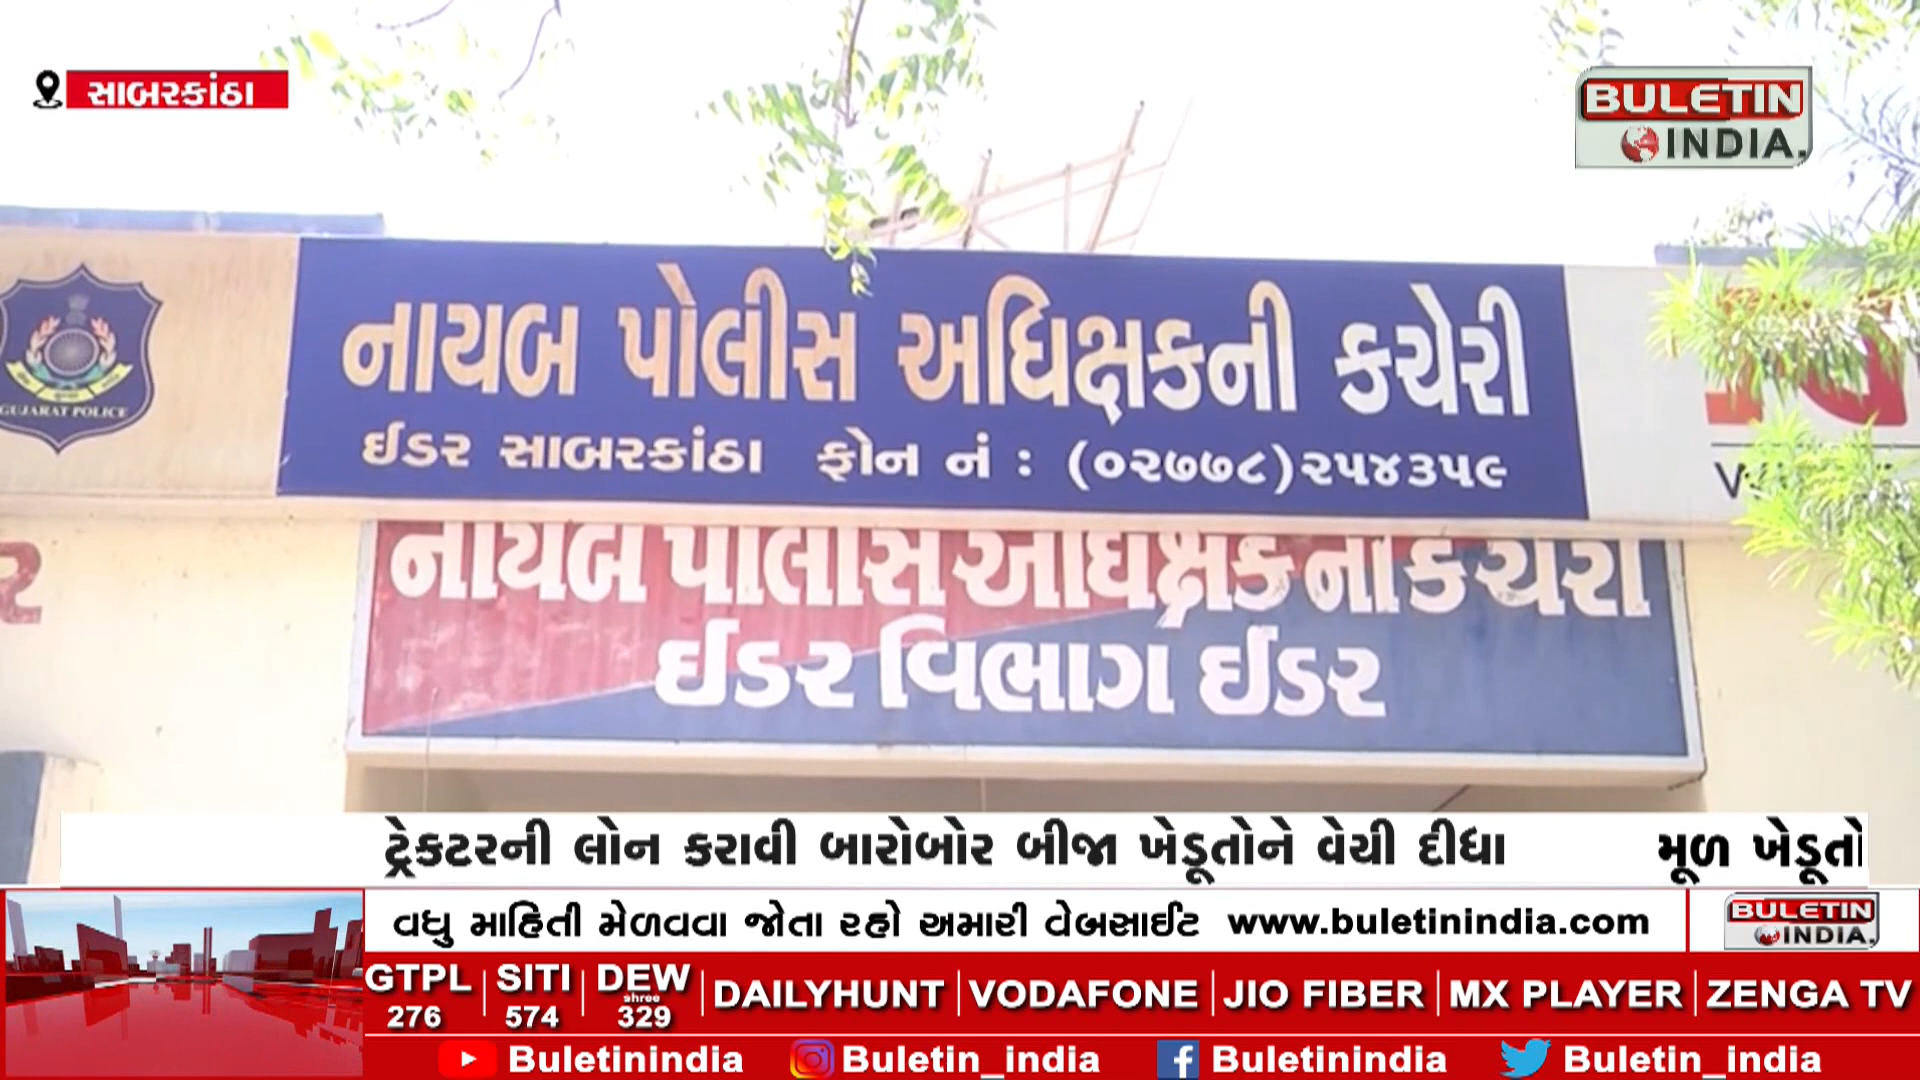 સાબરકાંઠા
BULETIN
INDIA.
નાયબ પોલીસ અધિક્ષકની કચેરી
ઈડર સાબરકાંઠા ફોન નં : (૦૨૭૭૮)૨૫૪૩૫૯
GUJARAT POLICE
નાયબ પોલીસ અધિક્ષકની કચેરી
ઈડર વિભાગ ઈડર
ટ્રેકટરની લોન કરાવી બારોબોર બીજા ખેડૂતોને વેચી દીધા મૂળ ખેડૂતો
વધુ માહિતી મેળવવા જોતા રહો અમારી વેબસાઈટ www.buletinindia.com
BULETIN
INDIA.
GTPL 276 | SITI 574 | DEW shree 329 | DAILYHUNT | VODAFONE | JIO FIBER | MX PLAYER | ZENGA TV
Buletinindia Buletin_india Buletinindia Buletin_india